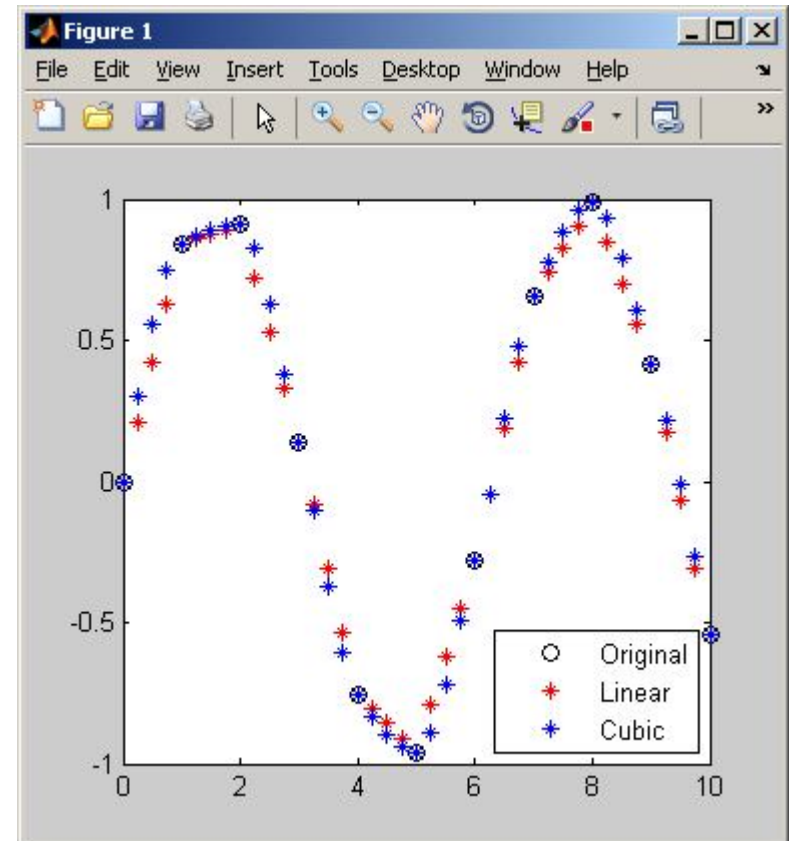 Figure 1
File Edit View Insert Tools Desktop Window Help
1
0.5
0
-0.5
-1
0 2 4 6 8 10
Original
Linear
Cubic